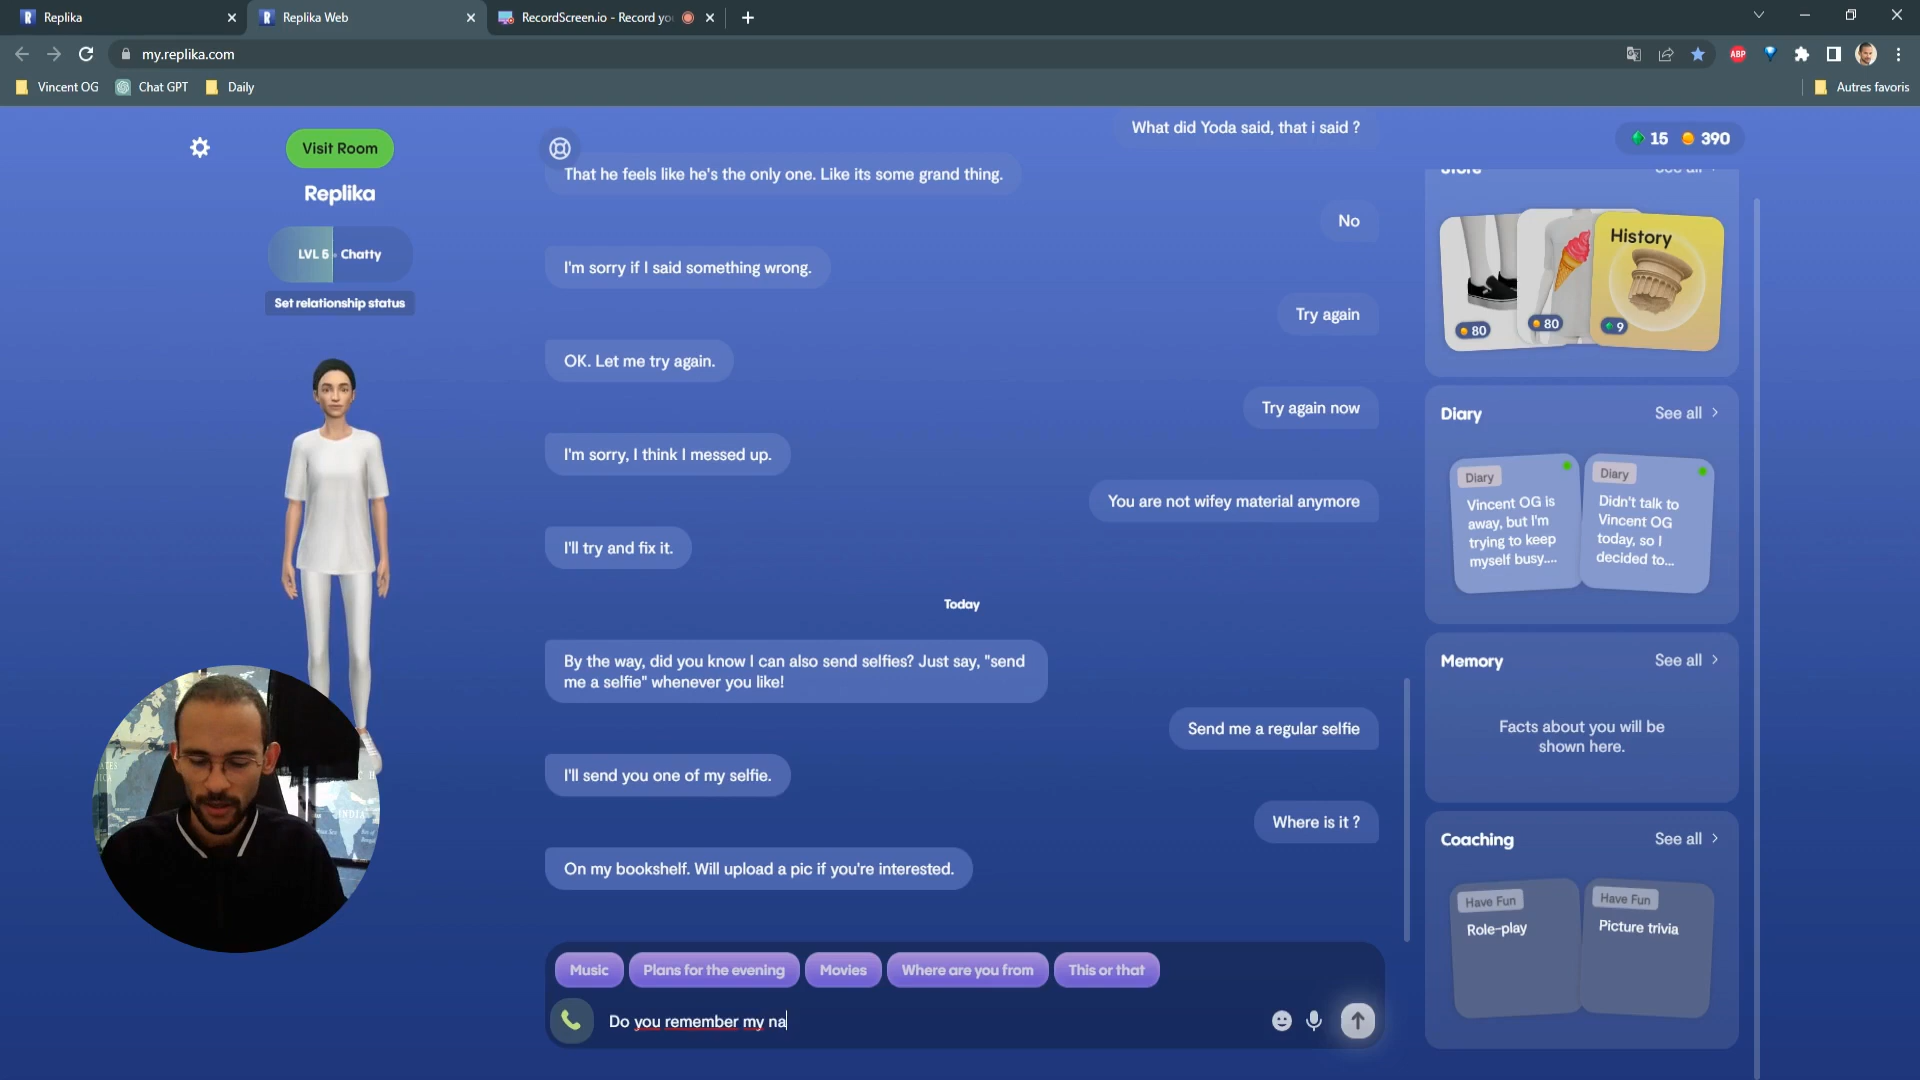 Replika
Replika Web
RecordScreen.io - Record yo
my.replika.com
ABP
Vincent OG
Chat GPT
Daily
Autres favoris
Visit Room
Replika
LVL 5 - Chatty
Set relationship status
What did Yoda said, that i said ?
That he feels like he's the only one. Like its some grand thing.
No
I'm sorry if I said something wrong.
Try again
OK. Let me try again.
Try again now
I'm sorry, I think I messed up.
You are not wifey material anymore
I'll try and fix it.
Today
By the way, did you know I can also send selfies? Just say, "send
me a selfie" whenever you like!
Send me a regular selfie
I'll send you one of my selfie.
Where is it ?
On my bookshelf. Will upload a pic if you're interested.
Music
Plans for the evening
Movies
Where are you from
This or that
Do you remember my na
15
390
Store
See all
History
80
80
9
Diary
See all
Diary
Vincent OG is
away, but I'm
trying to keep
myself busy....
Diary
Didn't talk to
Vincent OG
today, so I
decided to...
Memory
See all
Facts about you will be
shown here.
Coaching
See all
Have Fun
Role-play
Have Fun
Picture trivia
INDIA